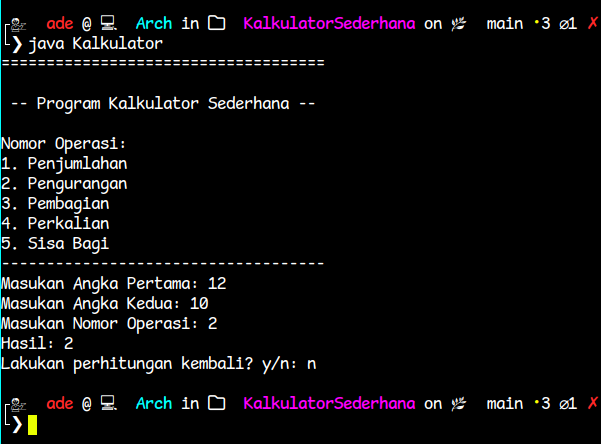 ade @ Arch in KalkulatorSederhana on main •3 ∅1 ✗
❯ java Kalkulator
====================================
-- Program Kalkulator Sederhana --
Nomor Operasi:
1. Penjumlahan
2. Pengurangan
3. Pembagian
4. Perkalian
5. Sisa Bagi
------------------------------------
Masukan Angka Pertama: 12
Masukan Angka Kedua: 10
Masukan Nomor Operasi: 2
Hasil: 2
Lakukan perhitungan kembali? y/n: n
ade @ Arch in KalkulatorSederhana on main •3 ∅1 ✗
❯